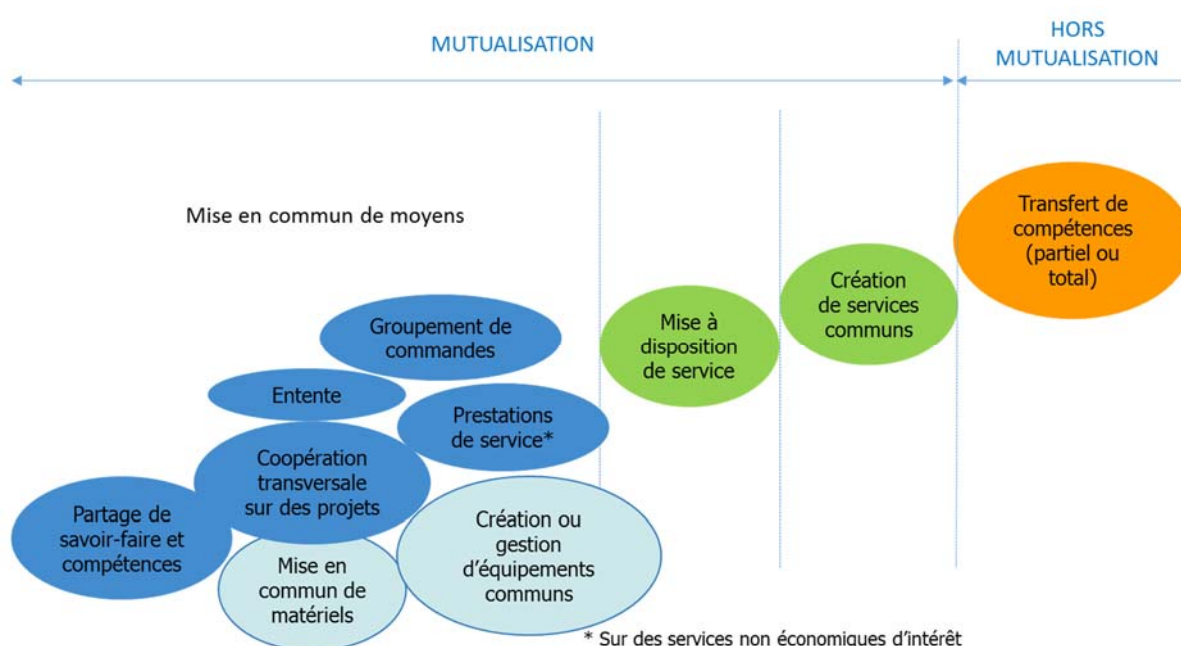 MUTUALISATION
HORS
MUTUALISATION
Mise en commun de moyens
Transfert de
compétences
(partiel ou
total)
Création
de services
communs
Mise à
disposition
de service
Groupement de
commandes
Entente
Prestations
de service*
Coopération
transversale
sur des projets
Partage de
savoir-faire et
compétences
Mise en
commun de
matériels
Création ou
gestion
d’équipements
communs
* Sur des services non économiques d’intérêt